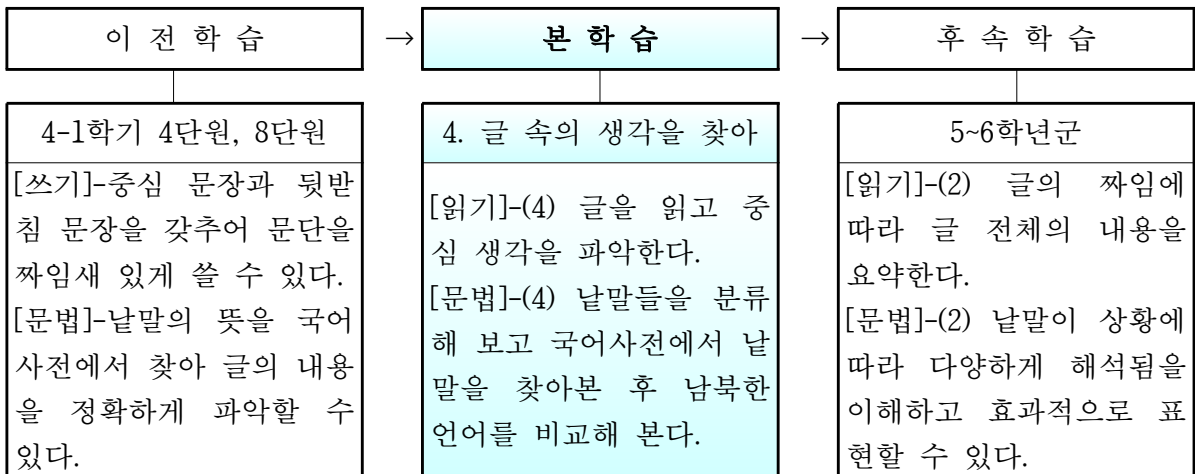 이 전 학 습 → 본 학 습 → 후 속 학 습
4-1학기 4단원, 8단원
[쓰기]-중심 문장과 뒷받
침 문장을 갖추어 문단을
짜임새 있게 쓸 수 있다.
[문법]-낱말의 뜻을 국어
사전에서 찾아 글의 내용
을 정확하게 파악할 수
있다.
4. 글 속의 생각을 찾아
[읽기]-(4) 글을 읽고 중
심 생각을 파악한다.
[문법]-(4) 낱말들을 분류
해 보고 국어사전에서 낱
말을 찾아본 후 남북한
언어를 비교해 본다.
5~6학년군
[읽기]-(2) 글의 짜임에
따라 글 전체의 내용을
요약한다.
[문법]-(2) 낱말이 상황에
따라 다양하게 해석됨을
이해하고 효과적으로 표
현할 수 있다.